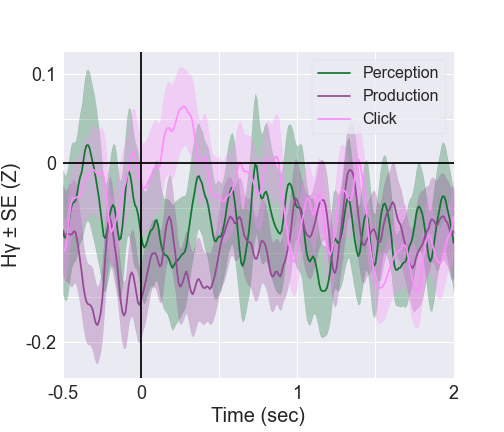 Perception
Production
Click
0.1
0
-0.2
Hγ ± SE (Z)
-0.5
0
1
2
Time (sec)